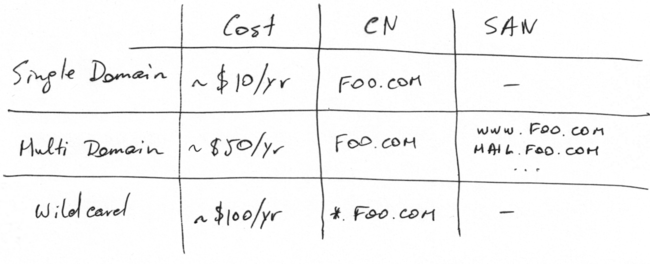 Cost CN SAN
Single Domain ~ $10/yr FOO.COM –
Multi Domain ~ $50/yr FOO.COM WWW.FOO.COM
MAIL.FOO.COM
...
Wildcard ~ $100/yr *.FOO.COM –